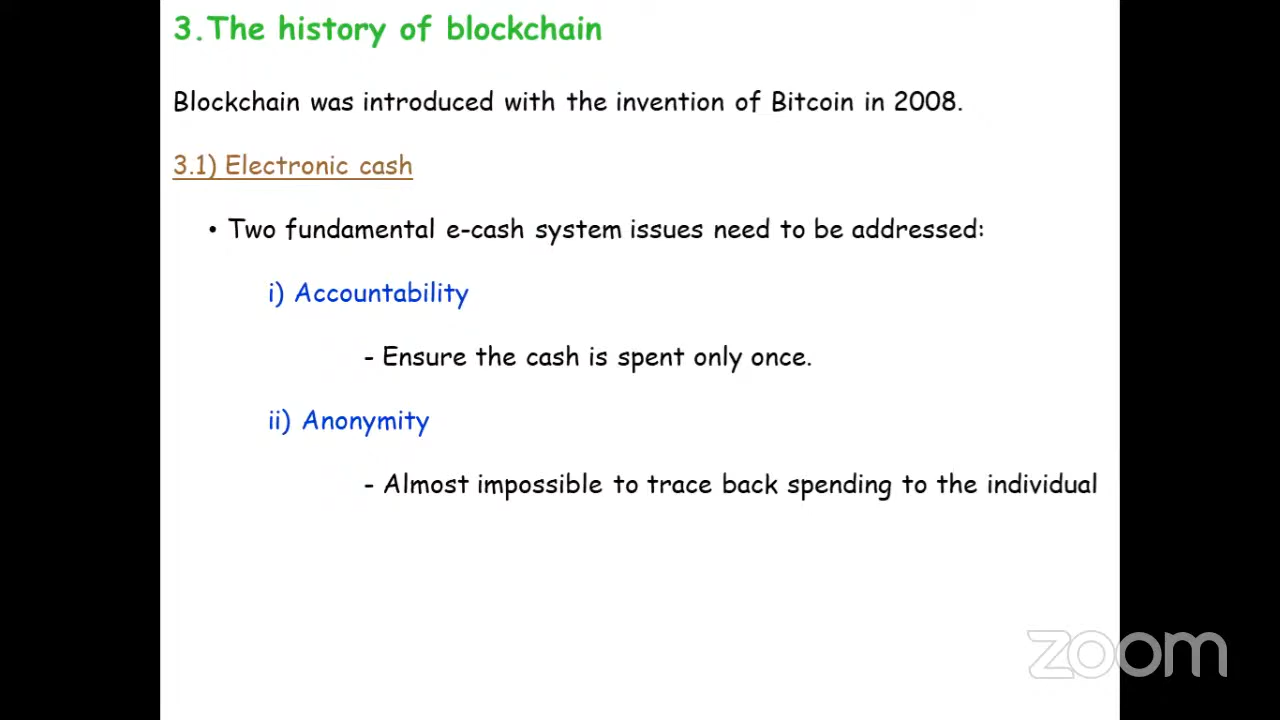 3.The history of blockchain
Blockchain was introduced with the invention of Bitcoin in 2008.
3.1) Electronic cash
• Two fundamental e-cash system issues need to be addressed:
i) Accountability
- Ensure the cash is spent only once.
ii) Anonymity
- Almost impossible to trace back spending to the individual
zoom